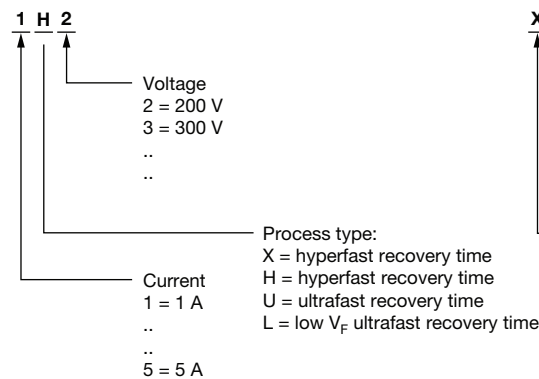 1 H 2 X
Voltage
2 = 200 V
3 = 300 V
..
..
Process type:
X = hyperfast recovery time
H = hyperfast recovery time
U = ultrafast recovery time
L = low VF ultrafast recovery time
Current
1 = 1 A
..
..
5 = 5 A